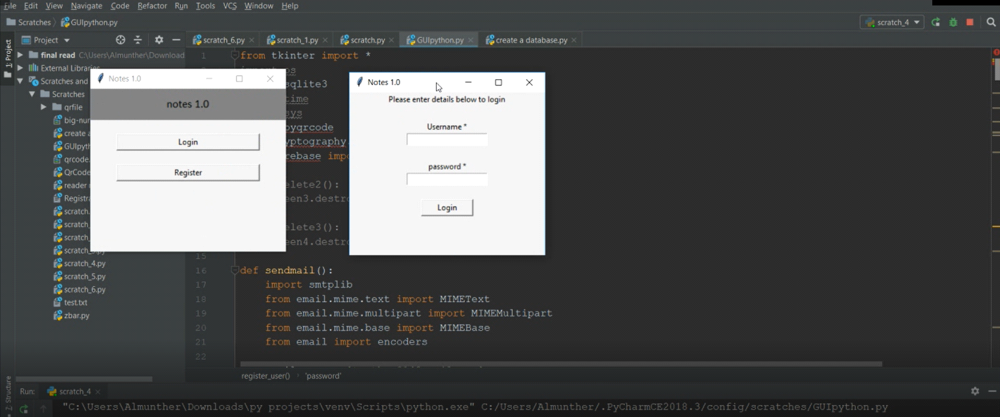 File Edit View Navigate Code Refactor Run Tools VCS Window Help
Scratches GUIpython.py scratch_4
1: Project
Project scratch_6.py scratch_1.py scratch.py GUIpython.py create a database.py
final read C:\Users\Almunther\Download
External Libraries
Scratches and
Scratches
qrfile
big-nur
create a
GUIpyth
qrcode.
QrCode
reader
Registra
scratch.
scratch_
scratch_
scratch_
scratch_4.py
scratch_5.py
scratch_6.py
test.txt
zbar.py
Notes 1.0
notes 1.0
Login
Register
Notes 1.0
Please enter details below to login
Username *
password *
Login
1 from tkinter import *
import os
sqlite3
time
sys
pyqrcode
yptography.
rebase impo
elete2():
een3.destro
elete3():
een4.destro
15
16 def sendmail():
17 import smtplib
18 from email.mime.text import MIMEText
19 from email.mime.multipart import MIMEMultipart
20 from email.mime.base import MIMEBase
21 from email import encoders
22
register_user() 'password'
Z: Structure
Run: scratch_4
"C:\Users\Almunther\Downloads\py projects\venv\Scripts\python.exe" C:/Users/Almunther/.PyCharmCE2018.3/config/scratches/GUIpython.py